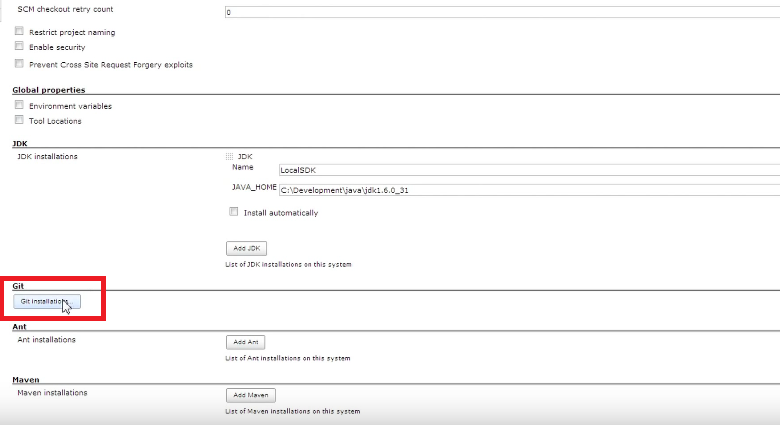 SCM checkout retry count
0
Restrict project naming
Enable security
Prevent Cross Site Request Forgery exploits
Global properties
Environment variables
Tool Locations
JDK
JDK installations
JDK
Name
LocalSDK
JAVA_HOME
C:\Development\java\jdk1.6.0_31
Install automatically
Add JDK
List of JDK installations on this system
Git
Git installations...
Ant
Ant installations
Add Ant
List of Ant installations on this system
Maven
Maven installations
Add Maven
List of Maven installations on this system